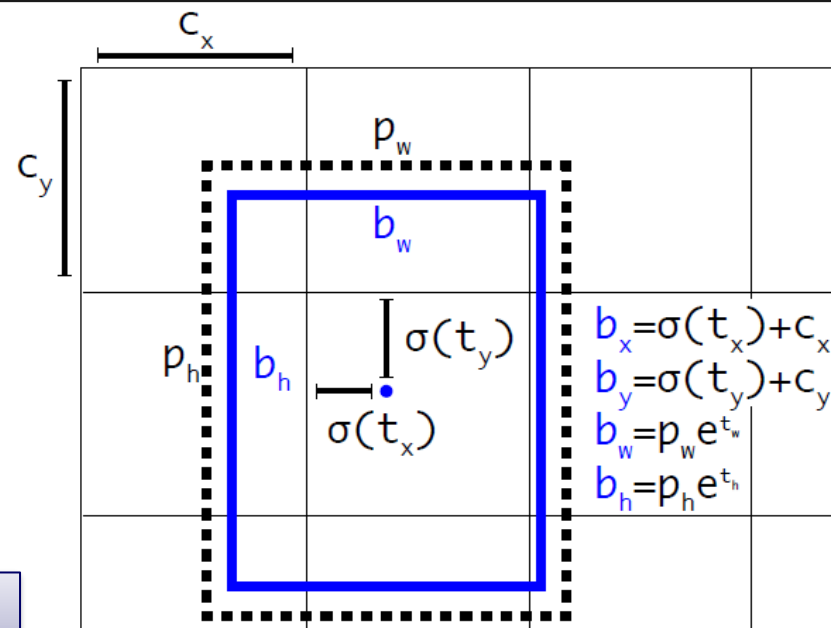 c_x
c_y
p_w
b_w
p_h
b_h
σ(t_y)
σ(t_x)
b_x=σ(t_x)+c_x
b_y=σ(t_y)+c_y
b_w=p_we^{t_w}
b_h=p_he^{t_h}